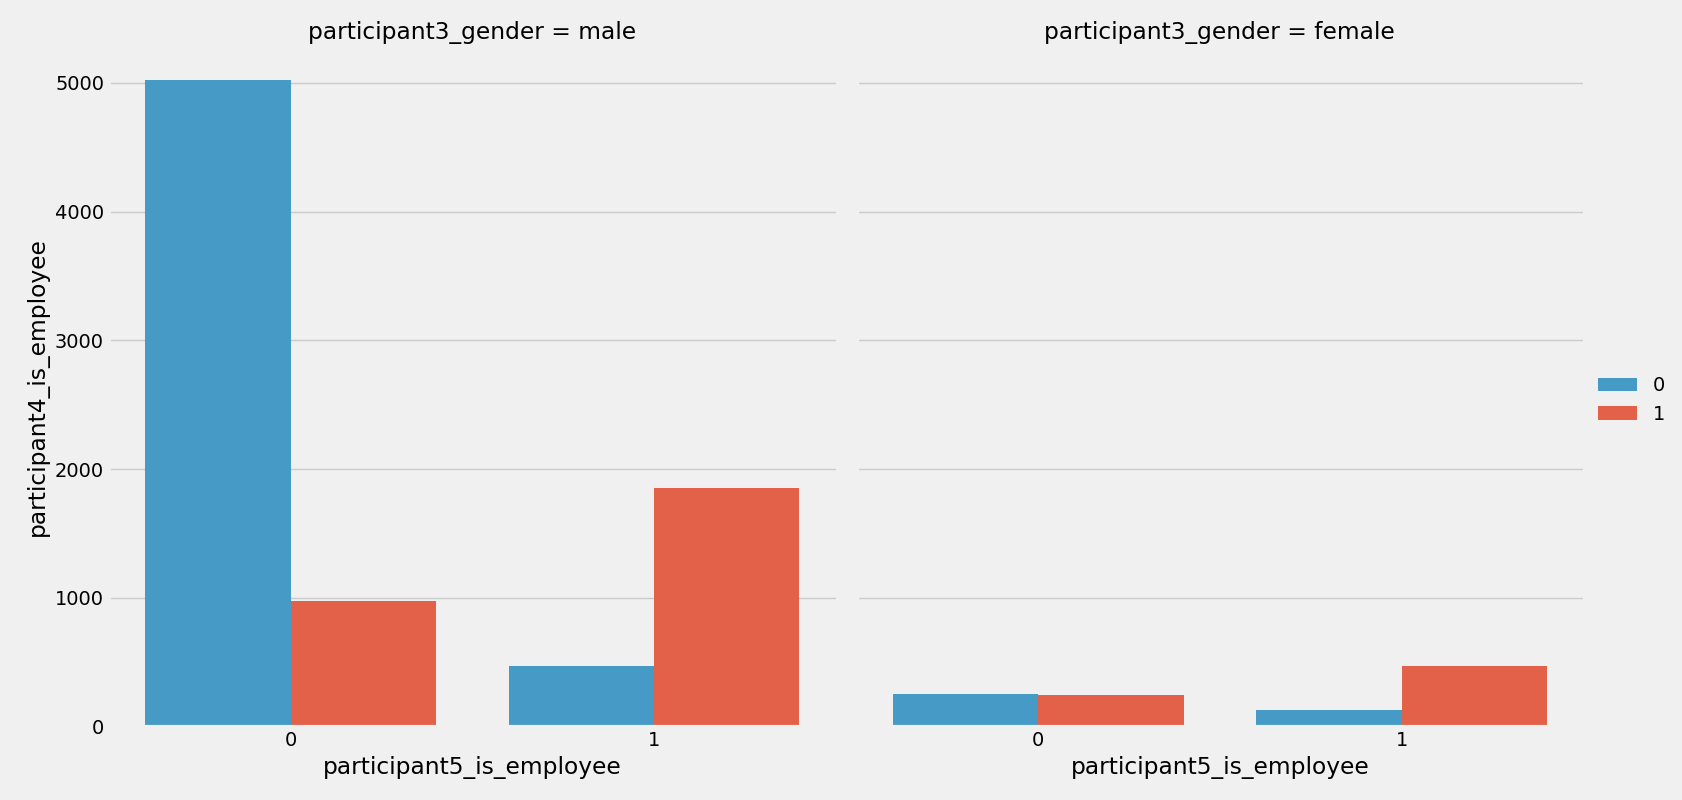 participant3_gender = male
participant3_gender = female
participant4_is_employee
5000
4000
3000
2000
1000
0
0
1
0
1
participant5_is_employee
participant5_is_employee
0
1